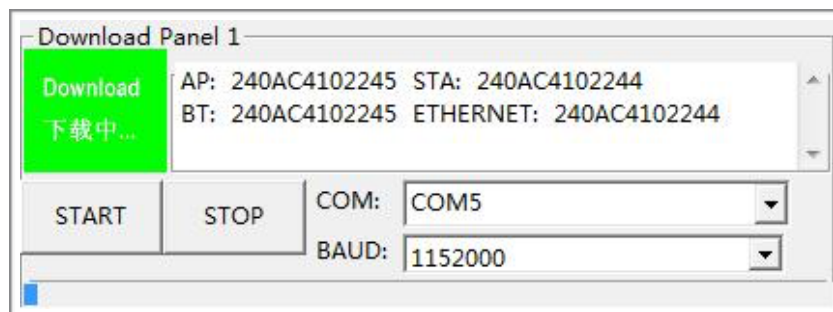 Download Panel 1
Download
下载中...
AP: 240AC4102245 STA: 240AC4102244
BT: 240AC4102245 ETHERNET: 240AC4102244
START
STOP
COM: COM5
BAUD: 1152000